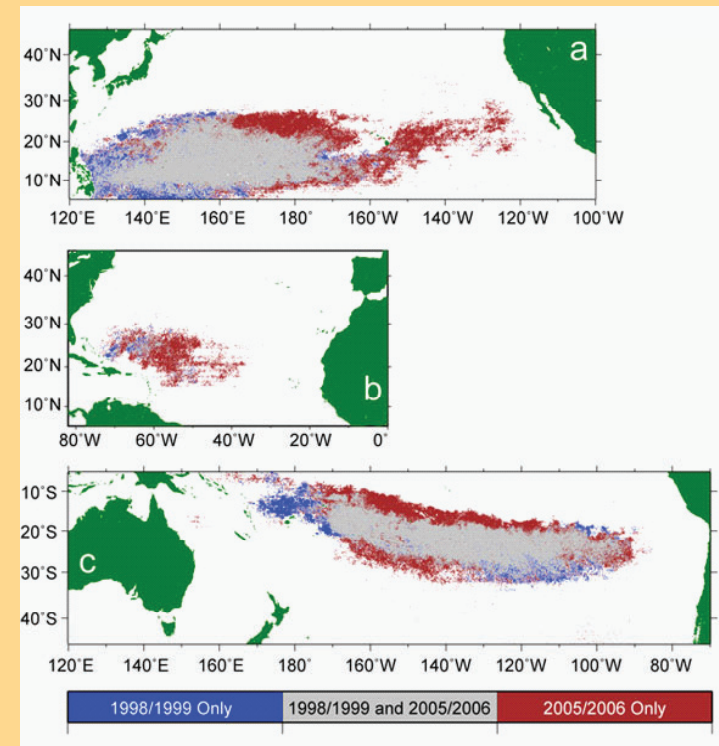 a
40˚N
30˚N
20˚N
10˚N
120˚E 140˚E 160˚E 180˚ 160˚W 140˚W 120˚W 100˚W
40˚N
30˚N
20˚N
10˚N
b
82˚W 60˚W 40˚W 20˚W 0˚
10˚S
20˚S
30˚S
40˚S
c
120˚E 140˚E 160˚E 180˚ 160˚W 140˚W 120˚W 100˚W 80˚W
1998/1999 Only 1998/1999 and 2005/2006 2005/2006 Only